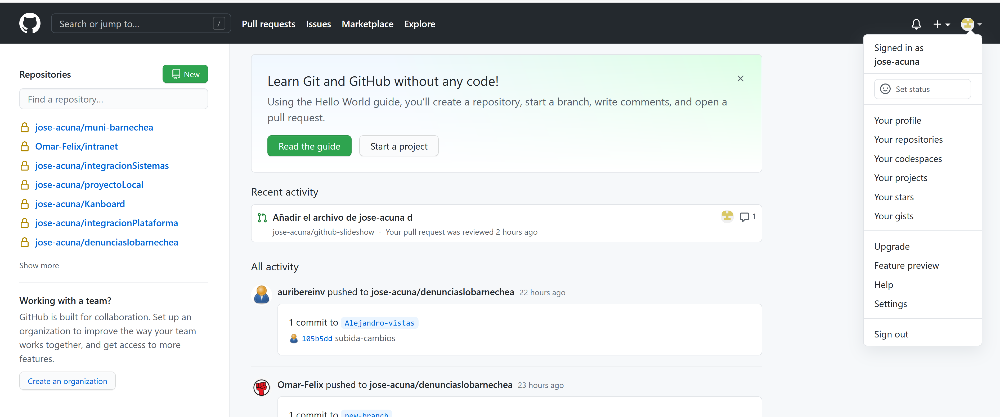 Search or jump to...
/
Pull requests
Issues
Marketplace
Explore
Signed in as
jose-acuna
Set status
Your profile
Your repositories
Your codespaces
Your projects
Your stars
Your gists
Upgrade
Feature preview
Help
Settings
Sign out
Repositories
New
Find a repository...
jose-acuna/muni-barnechea
Omar-Felix/intranet
jose-acuna/integracionSistemas
jose-acuna/proyectoLocal
jose-acuna/Kanboard
jose-acuna/integracionPlataforma
jose-acuna/denunciaslobarnechea
Show more
Working with a team?
GitHub is built for collaboration. Set up an
organization to improve the way your team
works together, and get access to more
features.
Create an organization
Learn Git and GitHub without any code!
Using the Hello World guide, you’ll create a repository, start a branch, write comments, and open a
pull request.
Read the guide
Start a project
Recent activity
Añadir el archivo de jose-acuna d
1
jose-acuna/github-slideshow · Your pull request was reviewed 2 hours ago
All activity
auribereinv pushed to jose-acuna/denunciaslobarnechea 22 hours ago
1 commit to Alejandro-vistas
105b5dd subida-cambios
Omar-Felix pushed to jose-acuna/denunciaslobarnechea 23 hours ago
1 commit to new-branch